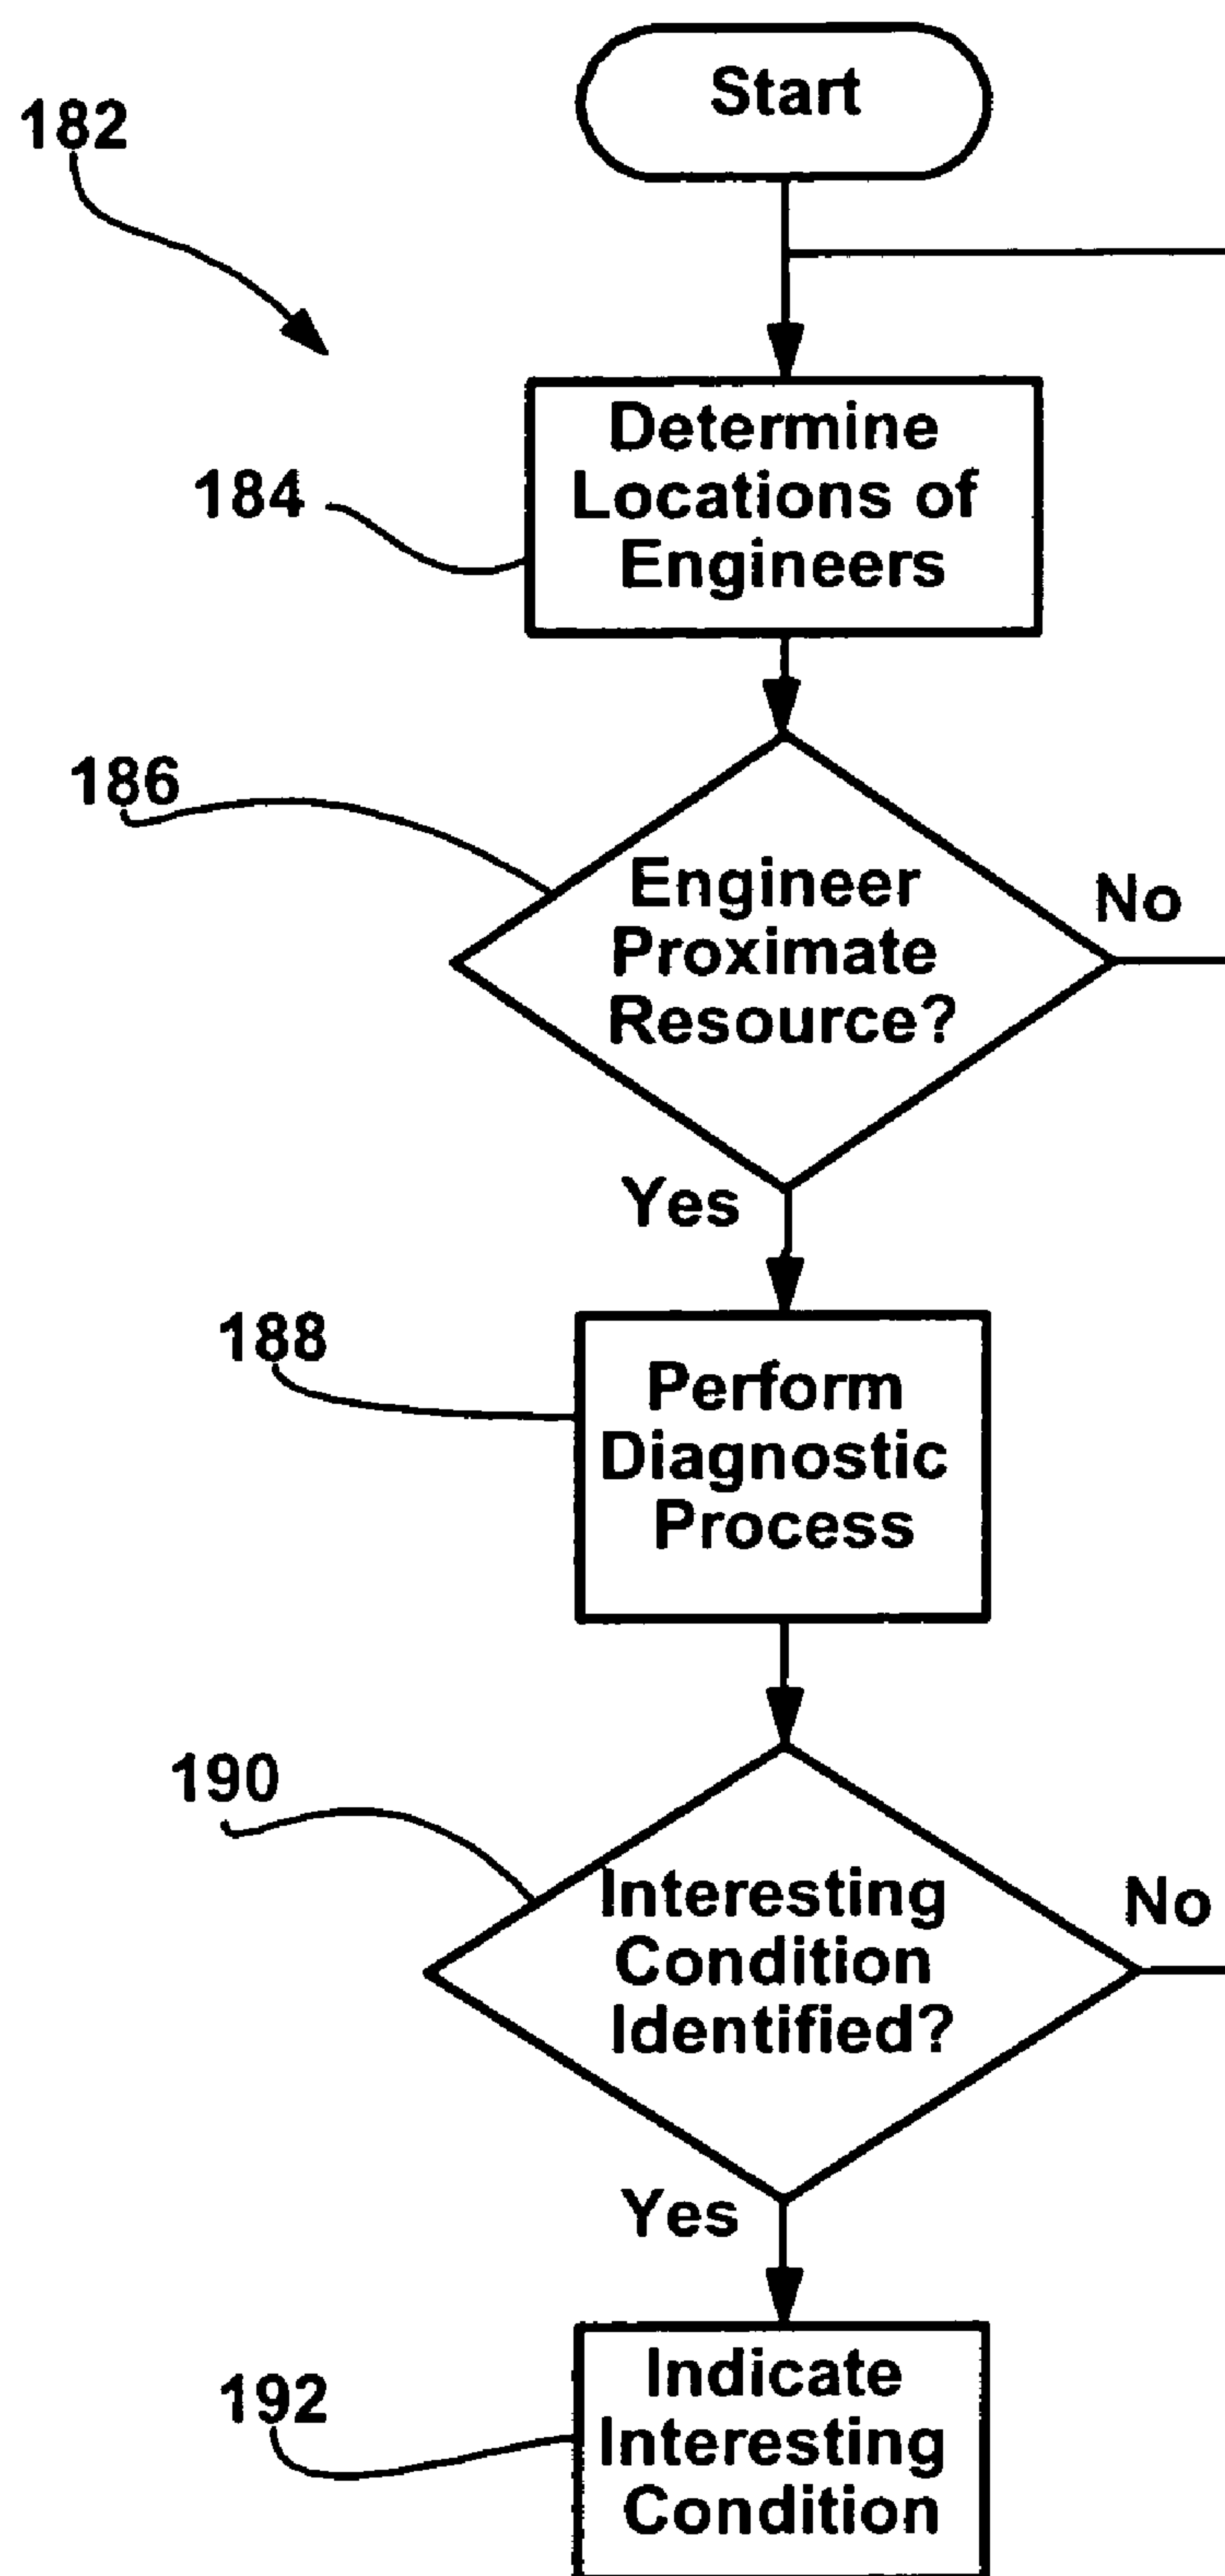 Start
182
Determine
Locations of
Engineers
184
186
Engineer
Proximate
Resource?
No
Yes
188
Perform
Diagnostic
Process
190
Interesting
Condition
Identified?
No
Yes
192
Indicate
Interesting
Condition